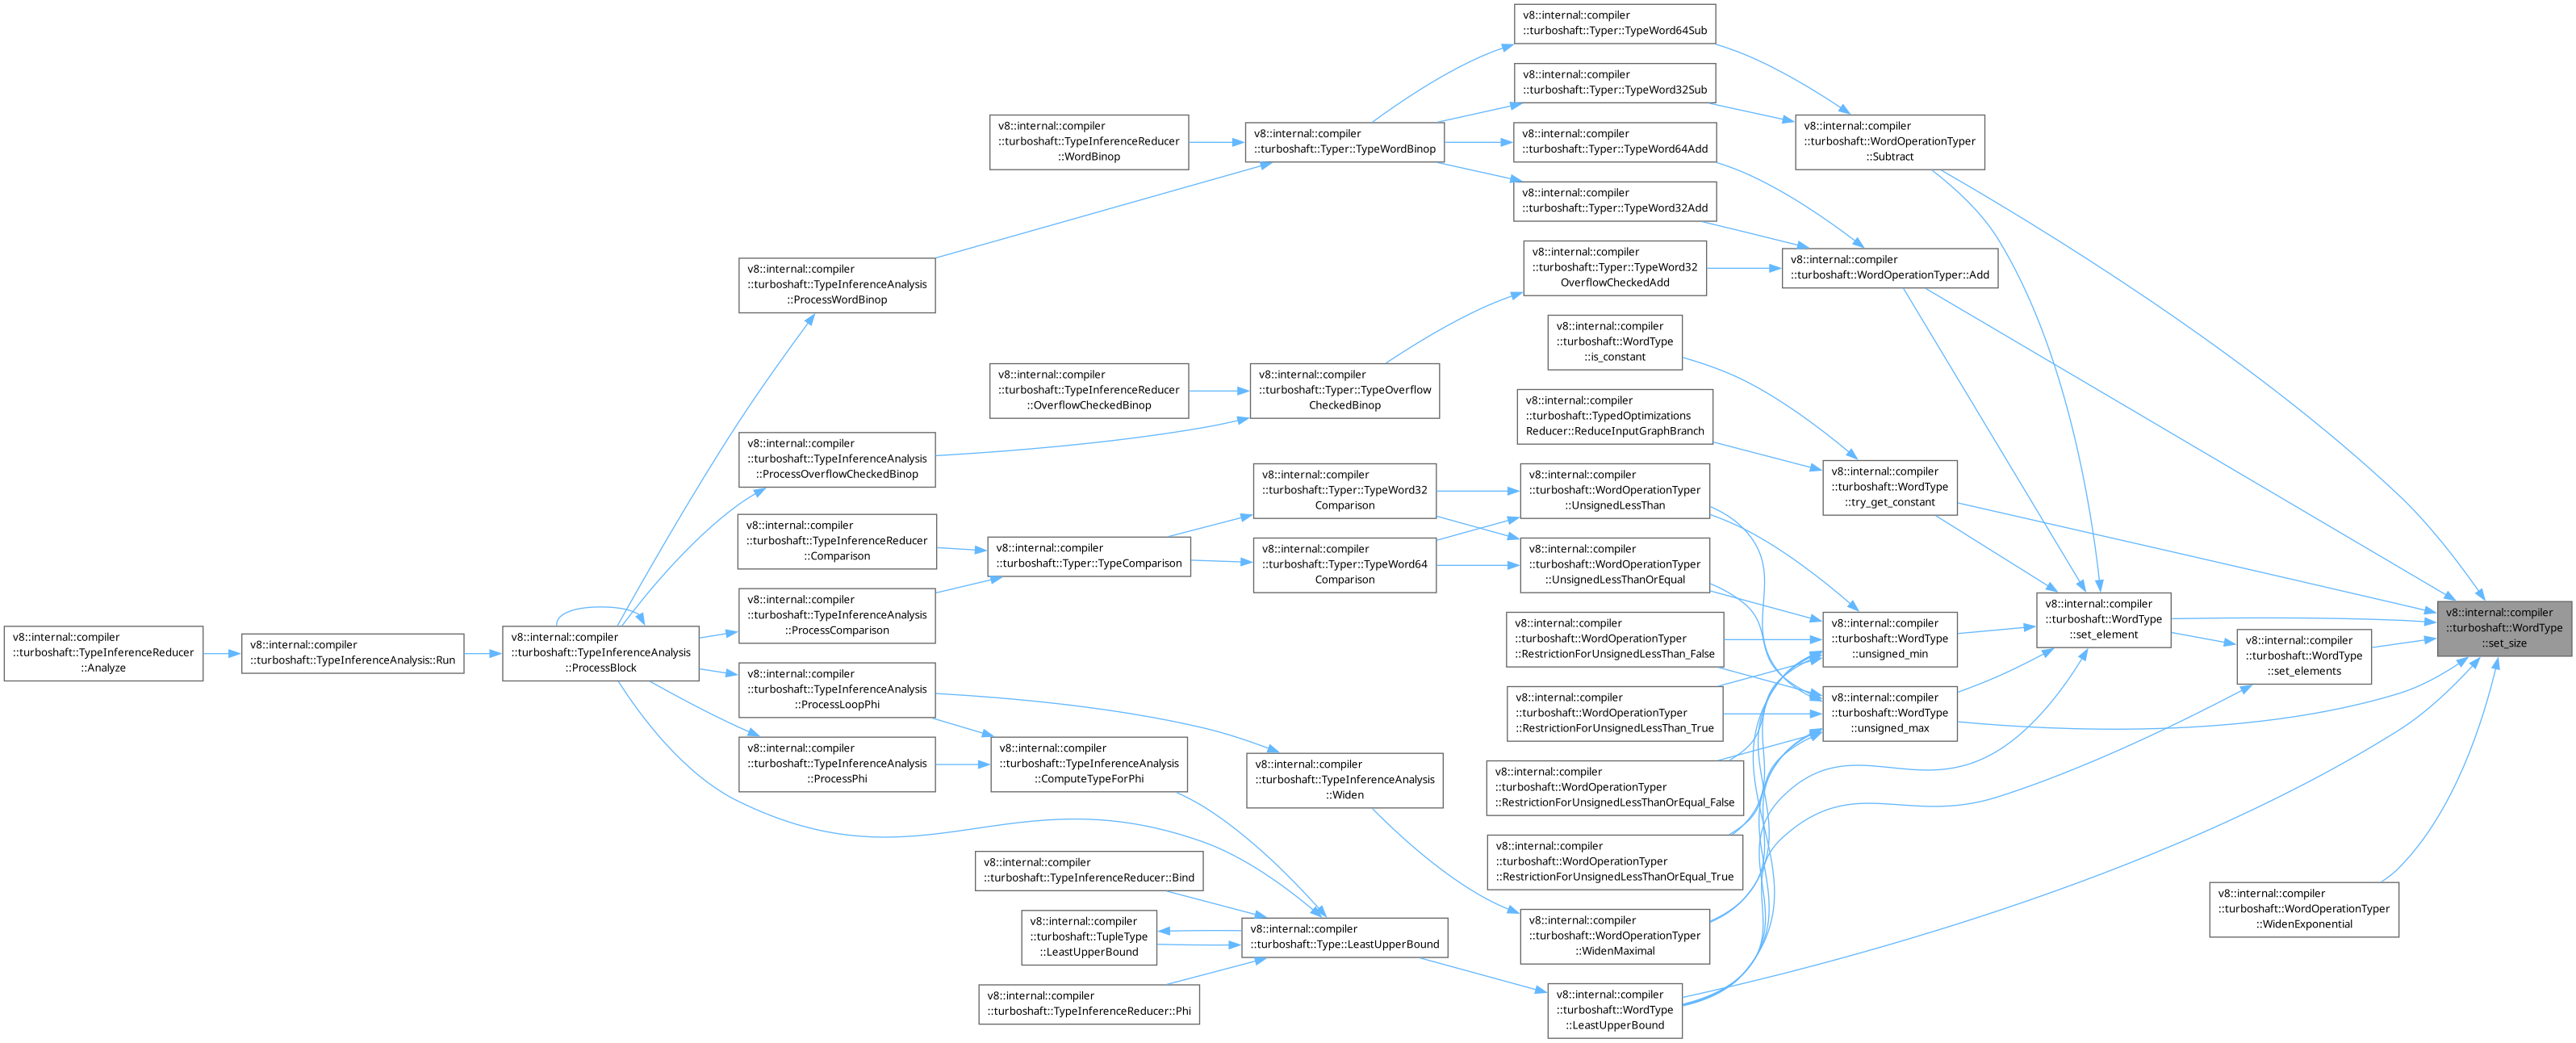 v8::internal::compiler
::turboshaft::Typer::TypeWord64Sub
v8::internal::compiler
::turboshaft::Typer::TypeWord32Sub
v8::internal::compiler
::turboshaft::TypeInferenceReducer
::WordBinop
v8::internal::compiler
::turboshaft::Typer::TypeWordBinop
v8::internal::compiler
::turboshaft::Typer::TypeWord64Add
v8::internal::compiler
::turboshaft::WordOperationTyper
::Subtract
v8::internal::compiler
::turboshaft::Typer::TypeWord32Add
v8::internal::compiler
::turboshaft::TypeInferenceAnalysis
::ProcessWordBinop
v8::internal::compiler
::turboshaft::Typer::TypeWord32
OverflowCheckedAdd
v8::internal::compiler
::turboshaft::WordOperationTyper::Add
v8::internal::compiler
::turboshaft::WordType
::is_constant
v8::internal::compiler
::turboshaft::TypeInferenceReducer
::OverflowCheckedBinop
v8::internal::compiler
::turboshaft::Typer::TypeOverflow
CheckedBinop
v8::internal::compiler
::turboshaft::TypedOptimizations
Reducer::ReduceInputGraphBranch
v8::internal::compiler
::turboshaft::TypeInferenceAnalysis
::ProcessOverflowCheckedBinop
v8::internal::compiler
::turboshaft::Typer::TypeWord32
Comparison
v8::internal::compiler
::turboshaft::WordOperationTyper
::UnsignedLessThan
v8::internal::compiler
::turboshaft::WordType
::try_get_constant
v8::internal::compiler
::turboshaft::TypeInferenceReducer
::Comparison
v8::internal::compiler
::turboshaft::Typer::TypeComparison
v8::internal::compiler
::turboshaft::Typer::TypeWord64
Comparison
v8::internal::compiler
::turboshaft::WordOperationTyper
::UnsignedLessThanOrEqual
v8::internal::compiler
::turboshaft::TypeInferenceReducer
::Analyze
v8::internal::compiler
::turboshaft::TypeInferenceAnalysis::Run
v8::internal::compiler
::turboshaft::TypeInferenceAnalysis
::ProcessBlock
v8::internal::compiler
::turboshaft::TypeInferenceAnalysis
::ProcessComparison
v8::internal::compiler
::turboshaft::WordOperationTyper
::RestrictionForUnsignedLessThan_False
v8::internal::compiler
::turboshaft::WordType
::unsigned_min
v8::internal::compiler
::turboshaft::WordType
::set_element
v8::internal::compiler
::turboshaft::WordType
::set_elements
v8::internal::compiler
::turboshaft::WordType
::set_size
v8::internal::compiler
::turboshaft::TypeInferenceAnalysis
::ProcessLoopPhi
v8::internal::compiler
::turboshaft::WordOperationTyper
::RestrictionForUnsignedLessThan_True
v8::internal::compiler
::turboshaft::WordType
::unsigned_max
v8::internal::compiler
::turboshaft::TypeInferenceAnalysis
::ProcessPhi
v8::internal::compiler
::turboshaft::TypeInferenceAnalysis
::ComputeTypeForPhi
v8::internal::compiler
::turboshaft::TypeInferenceAnalysis
::Widen
v8::internal::compiler
::turboshaft::WordOperationTyper
::RestrictionForUnsignedLessThanOrEqual_False
v8::internal::compiler
::turboshaft::WordOperationTyper
::RestrictionForUnsignedLessThanOrEqual_True
v8::internal::compiler
::turboshaft::TypeInferenceReducer::Bind
v8::internal::compiler
::turboshaft::TupleType
::LeastUpperBound
v8::internal::compiler
::turboshaft::Type::LeastUpperBound
v8::internal::compiler
::turboshaft::WordOperationTyper
::WidenMaximal
v8::internal::compiler
::turboshaft::WordOperationTyper
::WidenExponential
v8::internal::compiler
::turboshaft::TypeInferenceReducer::Phi
v8::internal::compiler
::turboshaft::WordType
::LeastUpperBound